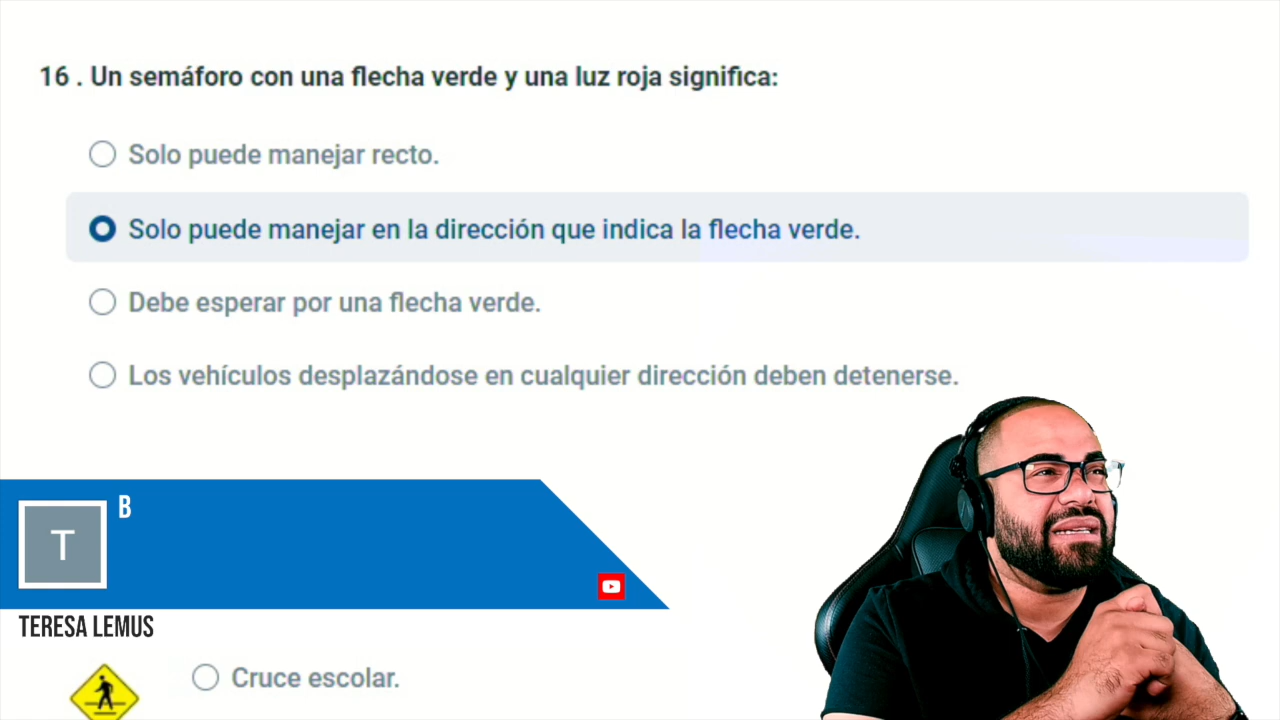 16 . Un semáforo con una flecha verde y una luz roja significa:
Solo puede manejar recto.
Solo puede manejar en la dirección que indica la flecha verde.
Debe esperar por una flecha verde.
Los vehículos desplazándose en cualquier dirección deben detenerse.
B
T
TERESA LEMUS
Cruce escolar.